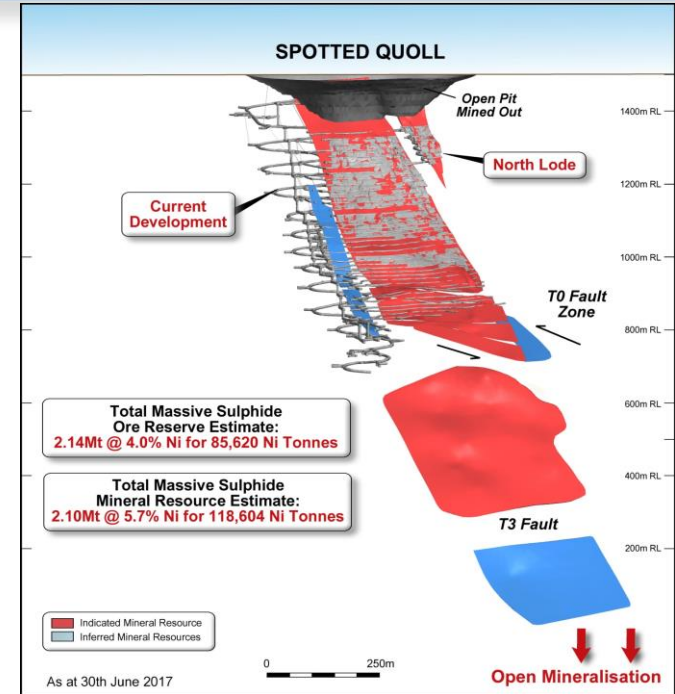 SPOTTED QUOLL
Open Pit
Mined Out
1400m RL
North Lode
1200m RL
Current
Development
1000m RL
T0 Fault
Zone
800m RL
600m RL
Total Massive Sulphide
Ore Reserve Estimate:
2.14Mt @ 4.0% Ni for 85,620 Ni Tonnes
400m RL
Total Massive Sulphide
Mineral Resource Estimate:
2.10Mt @ 5.7% Ni for 118,604 Ni Tonnes
T3 Fault
200m RL
Indicated Mineral Resource
Inferred Mineral Resources
0 250m
As at 30th June 2017
Open Mineralisation